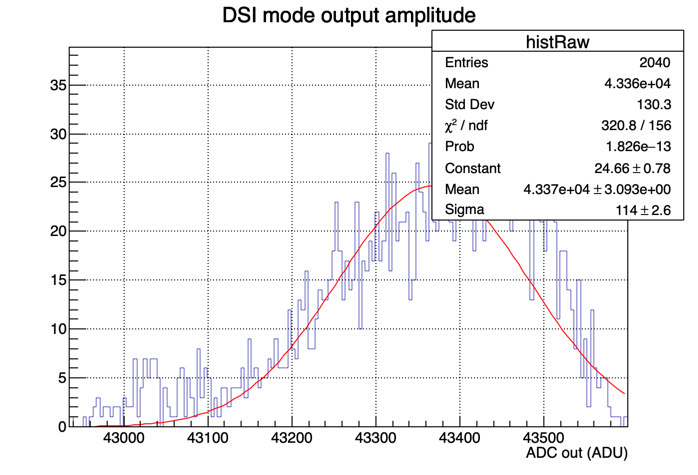 DSI mode output amplitude
histRaw
Entries 2040
Mean 4.336e+04
Std Dev 130.3
χ² / ndf 320.8 / 156
Prob 1.826e−13
Constant 24.66 ± 0.78
Mean 4.337e+04 ± 3.093e+00
Sigma 114 ± 2.6
35
30
25
20
15
10
5
0
43000 43100 43200 43300 43400 43500
ADC out (ADU)